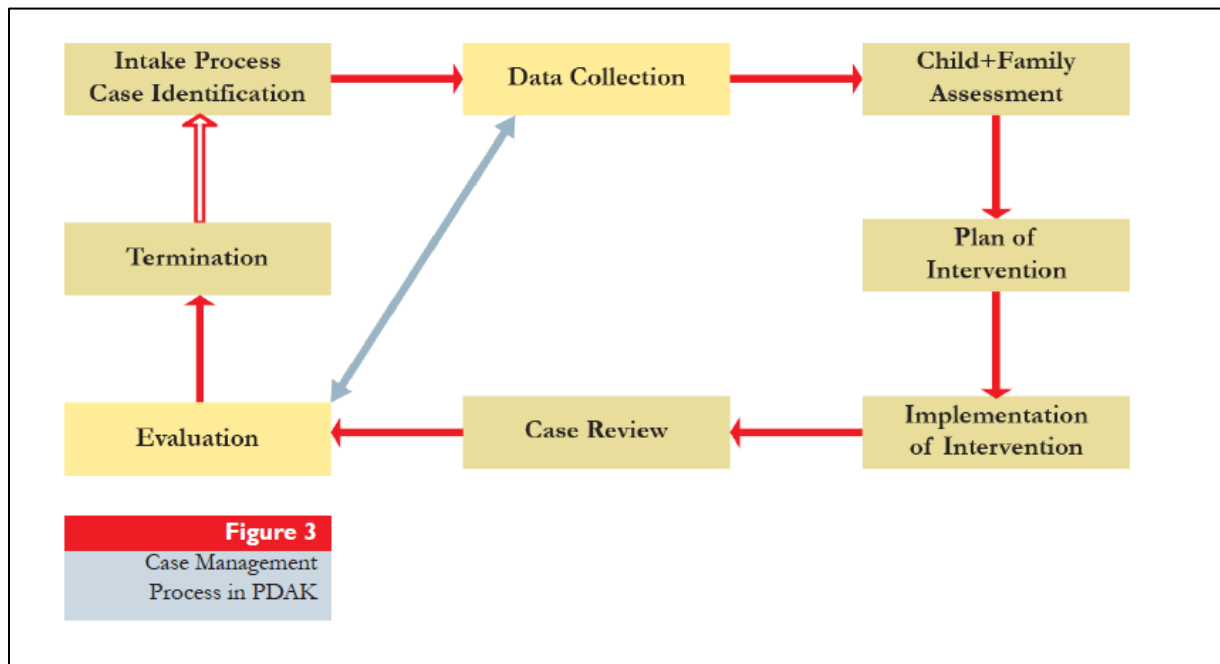 Intake Process
Case Identification
Data Collection
Child+Family
Assessment
Termination
Plan of
Intervention
Evaluation
Case Review
Implementation
of Intervention
Figure 3
Case Management
Process in PDAK